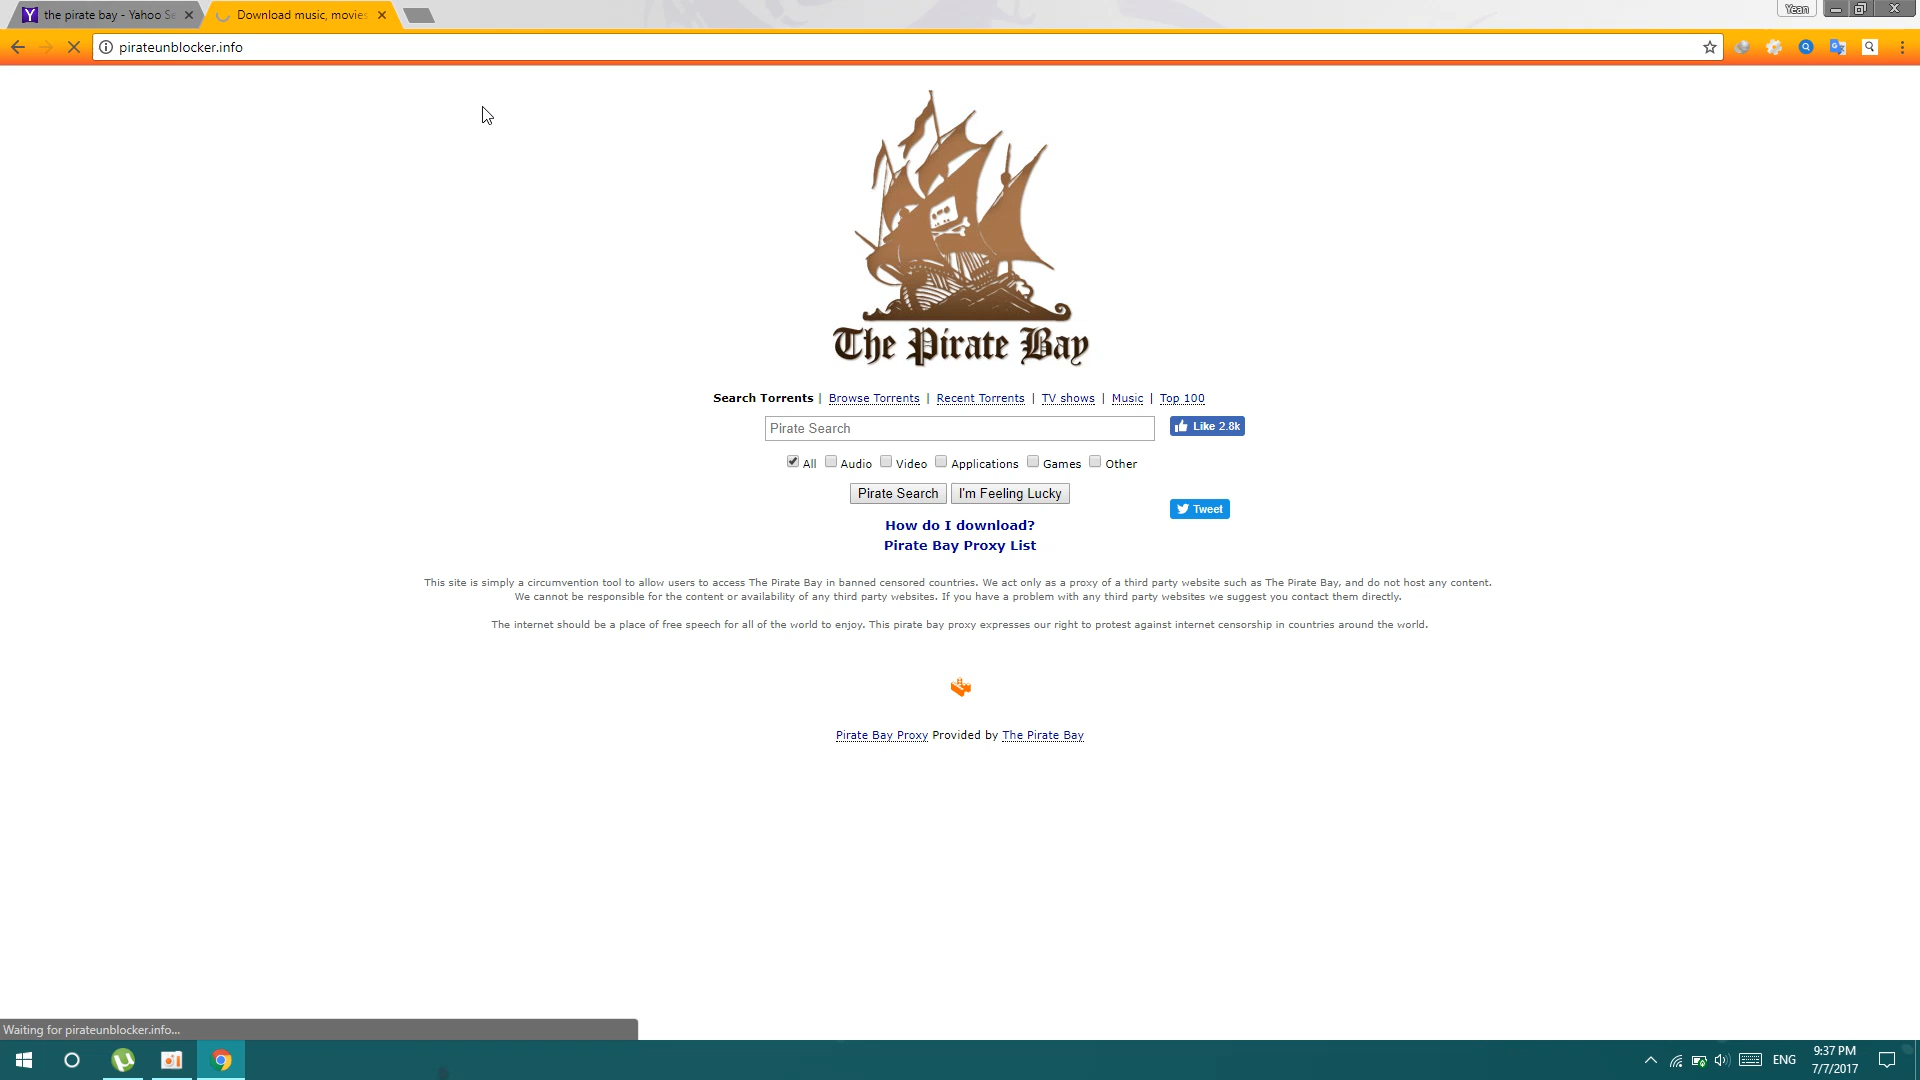 the pirate bay - Yahoo Se
Download music, movies
Yean
pirateunblocker.info
The Pirate Bay
Search Torrents | Browse Torrents | Recent Torrents | TV shows | Music | Top 100
Pirate Search
Like 2.8k
All Audio Video Applications Games Other
Pirate Search I'm Feeling Lucky
Tweet
How do I download?
Pirate Bay Proxy List
This site is simply a circumvention tool to allow users to access The Pirate Bay in banned censored countries. We act only as a proxy of a third party website such as The Pirate Bay, and do not host any content.
We cannot be responsible for the content or availability of any third party websites. If you have a problem with any third party websites we suggest you contact them directly.
The internet should be a place of free speech for all of the world to enjoy. This pirate bay proxy expresses our right to protest against internet censorship in countries around the world.
Pirate Bay Proxy Provided by The Pirate Bay
Waiting for pirateunblocker.info...
ENG
9:37 PM
7/7/2017